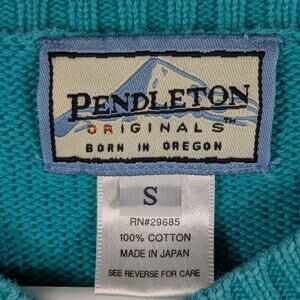 PENDLETON
ORIGINALS™
BORN IN OREGON
S
RN#29685
100% COTTON
MADE IN JAPAN
SEE REVERSE FOR CARE